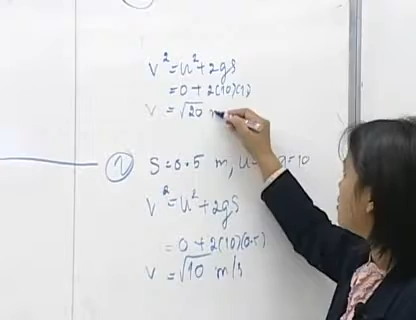 v² = u² + 2gs
= 0 + 2(10)(1)
v = √20 m
② S = 0.5 m, u= g=10
v² = u² + 2gs
= 0 + 2(10)(0.5)
v = √10 m/s